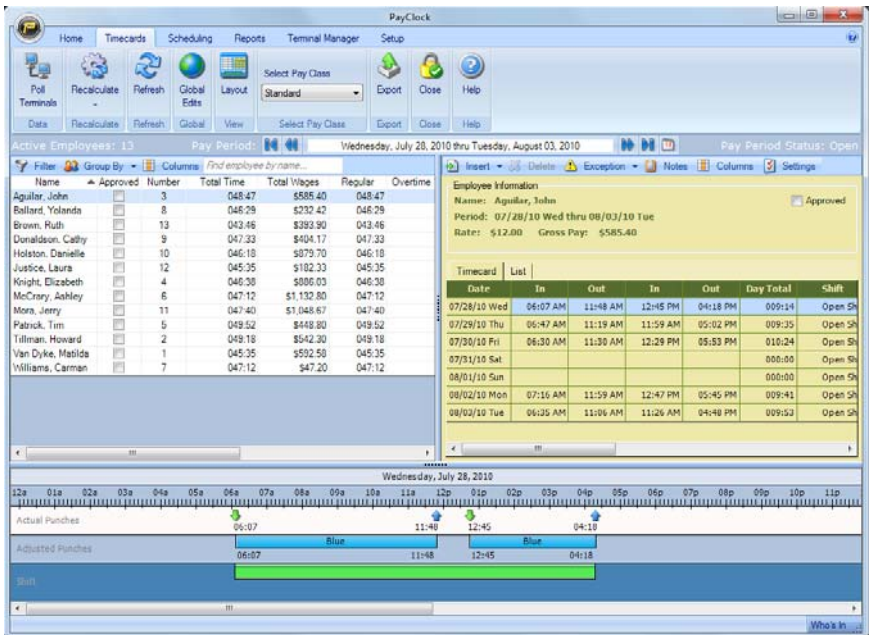 PayClock
Home Timecards Scheduling Reports Terminal Manager Setup
Poll Terminals Recalculate Refresh Global Edits Layout Select Pay Class Standard Export Close Help
Data Recalculate Refresh Global View Select Pay Class Export Close Help
Active Employees: 13 Pay Period: Wednesday, July 28, 2010 thru Tuesday, August 03, 2010 Pay Period Status: Open
Filter Group By Columns Find employee by name...
Name Approved Number Total Time Total Wages Regular Overtime
Aguilar, John 3 048:47 $585.40 048:47
Ballard, Yolanda 8 046:29 $232.42 046:29
Brown, Ruth 13 043:46 $393.90 043:46
Donaldson, Cathy 9 047:33 $404.17 047:33
Holston, Danielle 10 046:18 $879.70 046:18
Justice, Laura 12 045:35 $182.33 045:35
Knight, Elizabeth 4 046:38 $886.03 046:38
McCrary, Ashley 6 047:12 $1,132.80 047:12
Mora, Jerry 11 047:40 $1,048.67 047:40
Patrick, Tim 5 049:52 $448.80 049:52
Tillman, Howard 2 049:18 $542.30 049:18
Van Dyke, Matilda 1 045:35 $592.58 045:35
Williams, Carman 7 047:12 $47.20 047:12
Insert Delete Exception Notes Columns Settings
Employee Information
Name: Aguilar, John Approved
Period: 07/28/10 Wed thru 08/03/10 Tue
Rate: $12.00 Gross Pay: $585.40
Timecard List
Date In Out In Out Day Total Shift
07/28/10 Wed 06:07 AM 11:48 AM 12:45 PM 04:18 PM 009:14 Open Sh
07/29/10 Thu 06:47 AM 11:19 AM 11:59 AM 05:02 PM 009:35 Open Sh
07/30/10 Fri 06:30 AM 11:30 AM 12:29 PM 05:53 PM 010:24 Open Sh
07/31/10 Sat 000:00 Open Sh
08/01/10 Sun 000:00 Open Sh
08/02/10 Mon 07:16 AM 11:59 AM 12:47 PM 05:45 PM 009:41 Open Sh
08/03/10 Tue 06:35 AM 11:06 AM 11:26 AM 04:48 PM 009:53 Open Sh
Wednesday, July 28, 2010
12a 01a 02a 03a 04a 05a 06a 07a 08a 09a 10a 11a 12p 01p 02p 03p 04p 05p 06p 07p 08p 09p 10p 11p
Actual Punches 06:07 11:48 12:45 04:18
Adjusted Punches Blue Blue
06:07 11:48 12:45 04:18
Shift
Who's In